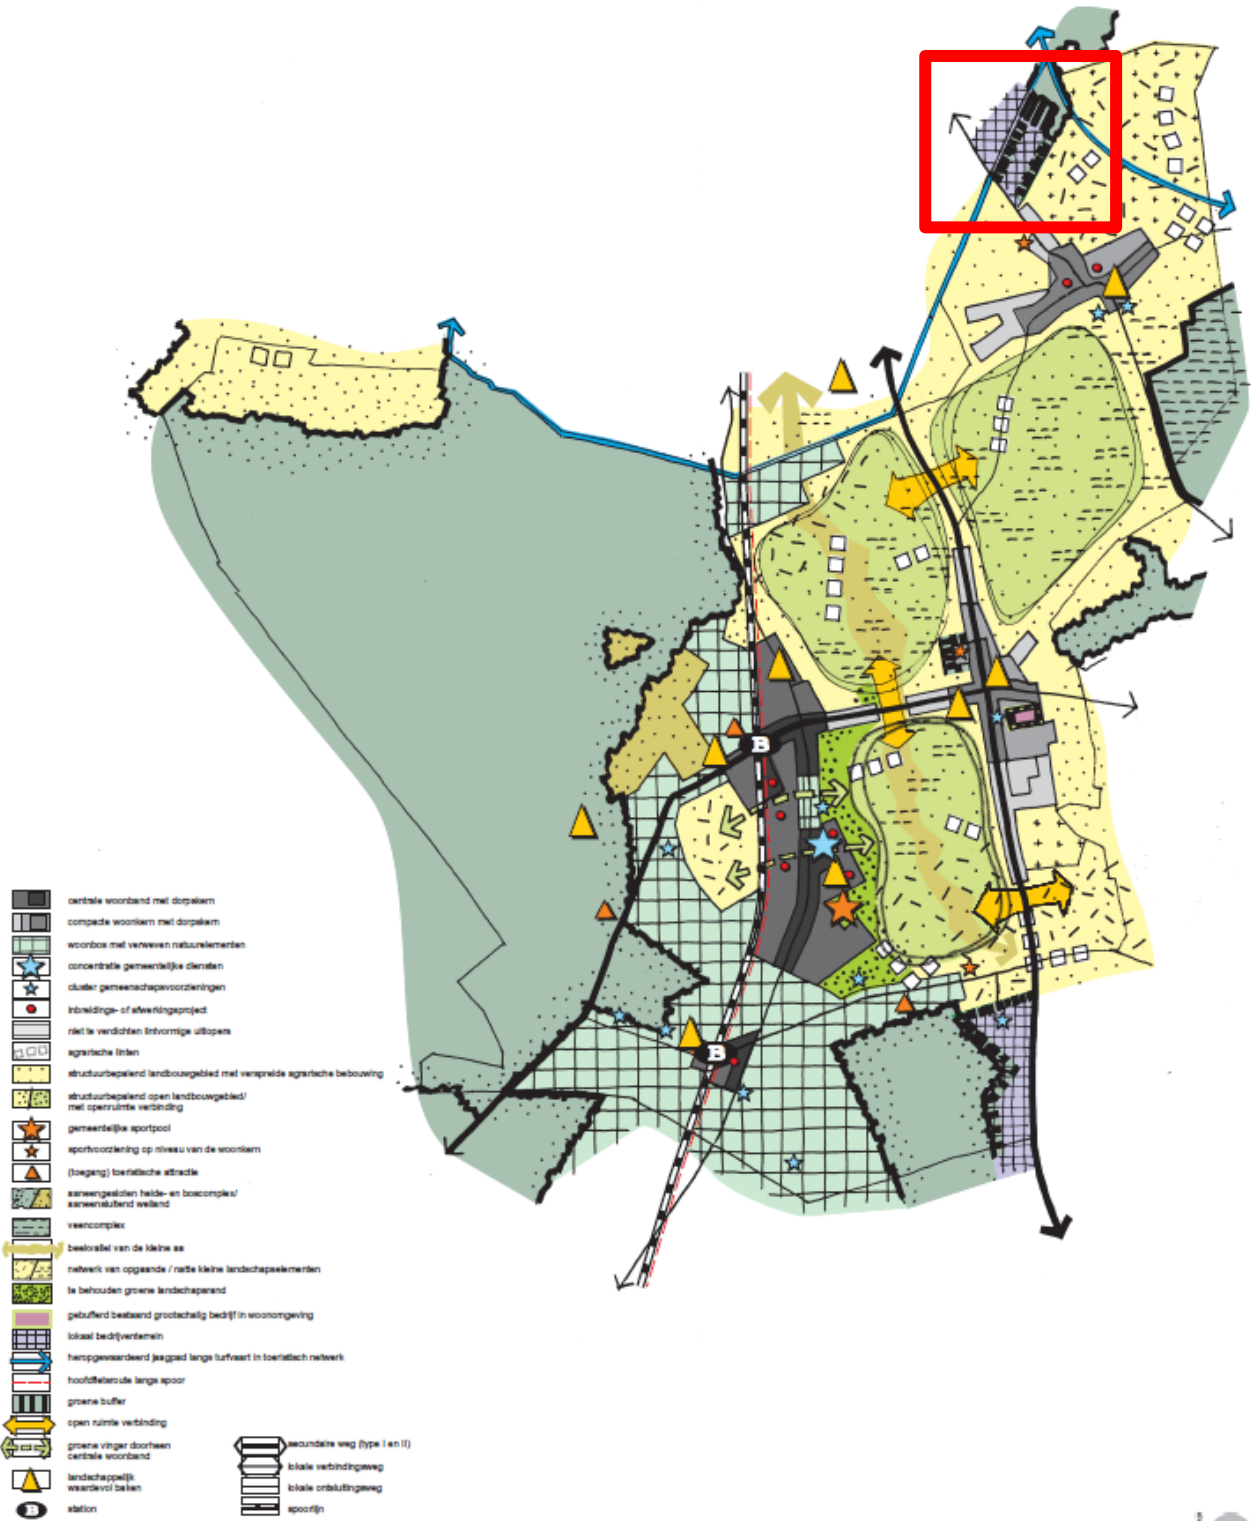 B
B
centrale woonband met dorpskern
compacte woonkern met dorpskern
woonbos met verweven natuurelementen
concentratie gemeentelijke diensten
cluster gemeenschapsvoorzieningen
inbreidings- of afwerkingsproject
niet te verdichten lintvormige uitlopers
agrarische linten
structuurbepalend landbouwgebied met verspreide agrarische bebouwing
structuurbepalend open landbouwgebied/
met openruimte verbinding
gemeentelijke sportpool
sportvoorziening op niveau van de woonkern
(toegang) toeristische attractie
aaneengesloten heide- en boscomplex/
aaneensluitend weiland
veencomplex
beekvallei van de kleine aa
netwerk van opgaande / natte kleine landschapselementen
te behouden groene landschapsrand
gebufferd bestaand grootschalig bedrijf in woonomgeving
lokaal bedrijventerrein
heropgewaardeerd jaagpad langs turfvaart in toeristisch netwerk
hoofdfietsroute langs spoor
groene buffer
open ruimte verbinding
groene vinger doorheen
centrale woonband
landschappelijk
waardevol baken
B station
secundaire weg (type I en II)
lokale verbindingsweg
lokale ontsluitingsweg
spoorlijn